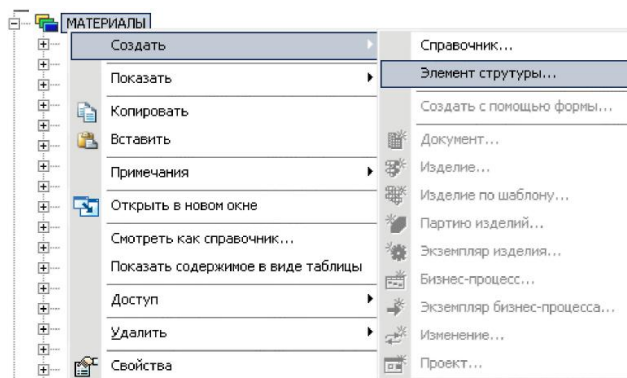 МАТЕРИАЛЫ
Создать
Показать
Копировать
Вставить
Примечания
Открыть в новом окне
Смотреть как справочник...
Показать содержимое в виде таблицы
Доступ
Удалить
Свойства
Справочник...
Элемент струтуры...
Создать с помощью формы...
Документ...
Изделие...
Изделие по шаблону...
Партию изделий...
Экземпляр изделия...
Бизнес-процесс...
Экземпляр бизнес-процесса...
Изменение...
Проект...